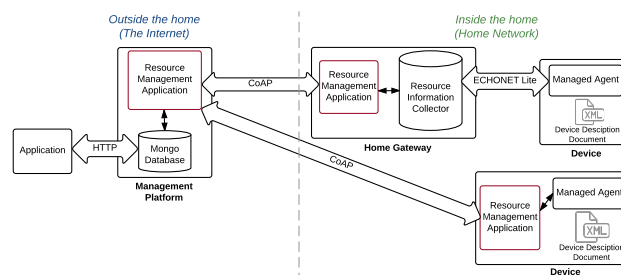 Outside the home
(The Internet)
Inside the home
(Home Network)
Resource
Management
Application
CoAP
Resource
Management
Application
Resource
Information
Collector
ECHONET Lite
Managed Agent
XML
Device Desciption
Document
Device
Home Gateway
Application
HTTP
Mongo
Database
Management
Platform
CoAP
Resource
Management
Application
Managed Agent
XML
Device Desciption
Document
Device